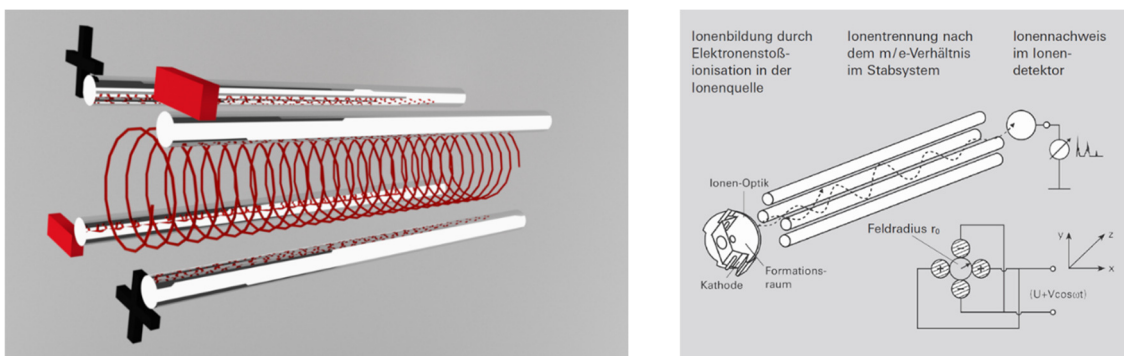 Ionenbildung durch
Elektronenstoß-
ionisation in der
Ionenquelle
Ionentrennung nach
dem m/e-Verhältnis
im Stabsystem
Ionennachweis
im Ionen-
detektor
Ionen-Optik
Kathode
Formations-
raum
Feldradius r₀
y
z
x
(U+Vcosωt)